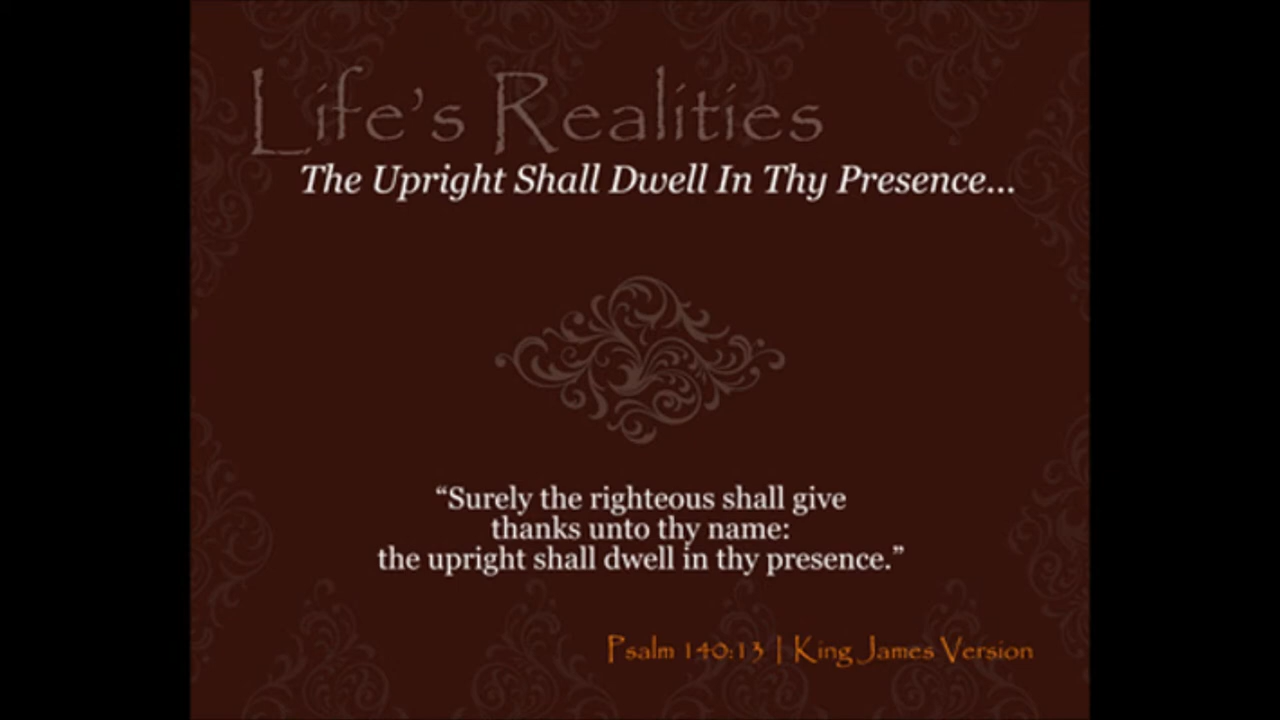 Life's Realities
The Upright Shall Dwell In Thy Presence...
“Surely the righteous shall give
thanks unto thy name:
the upright shall dwell in thy presence.”
Psalm 140:13 | King James Version